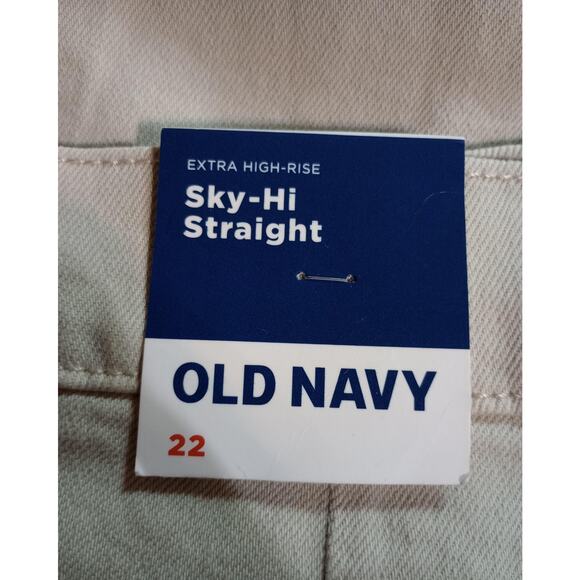 EXTRA HIGH-RISE
Sky-Hi
Straight
OLD NAVY
22